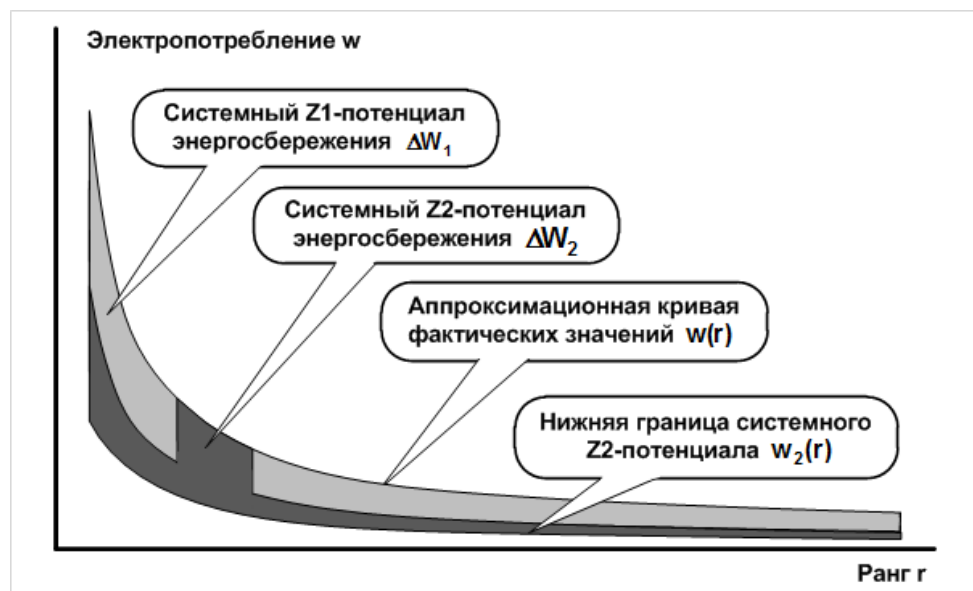 Электропотребление w
Системный Z1-потенциал
энергосбережения ΔW₁
Системный Z2-потенциал
энергосбережения ΔW₂
Аппроксимационная кривая
фактических значений w(r)
Нижняя граница системного
Z2-потенциала w₂(r)
Ранг r